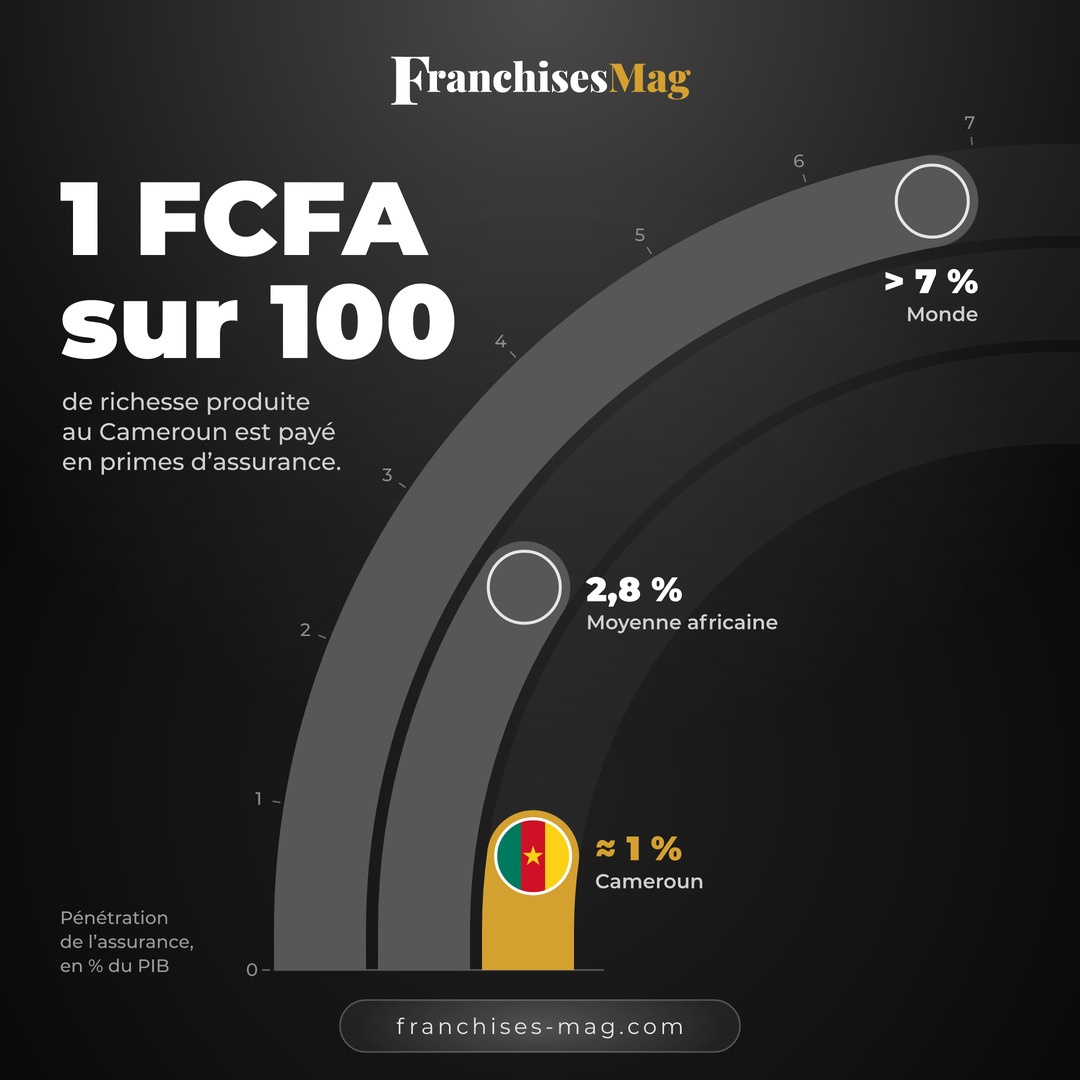 FranchisesMag
1 FCFA
sur 100
de richesse produite
au Cameroun est payé
en primes d’assurance.
7
6
5
4
3
2
1
0
> 7 %
Monde
2,8 %
Moyenne africaine
≈ 1 %
Cameroun
Pénétration
de l’assurance,
en % du PIB
franchises-mag.com